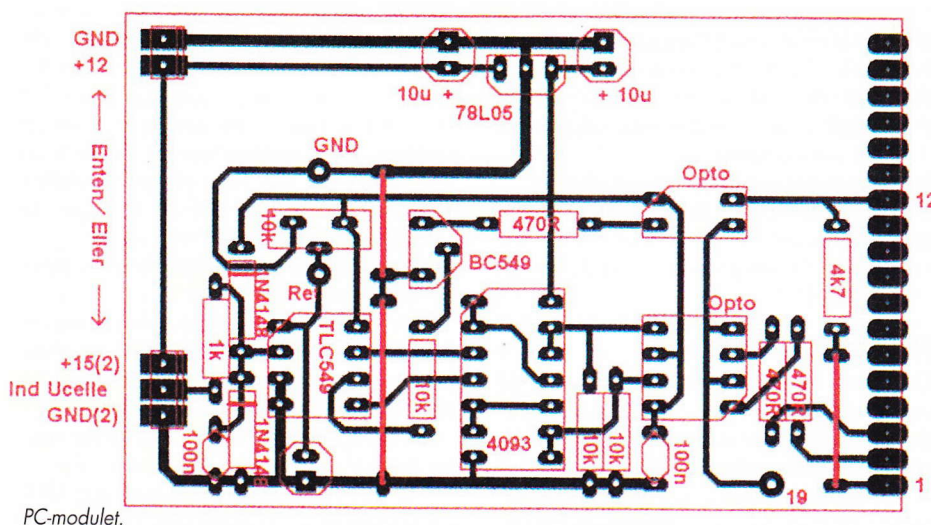 GND
+12
10u +
+ 10u
78L05
Enten/Eller
GND
Opto
12
10k
470R
BC549
4k7
1N4148
Re
Opto
1k
TLC549
+15(2)
Ind Ucelle
GND(2)
10k
470R
470R
4093
100n
1N4148
10k
10k
100n
19
1
PC-modulet.